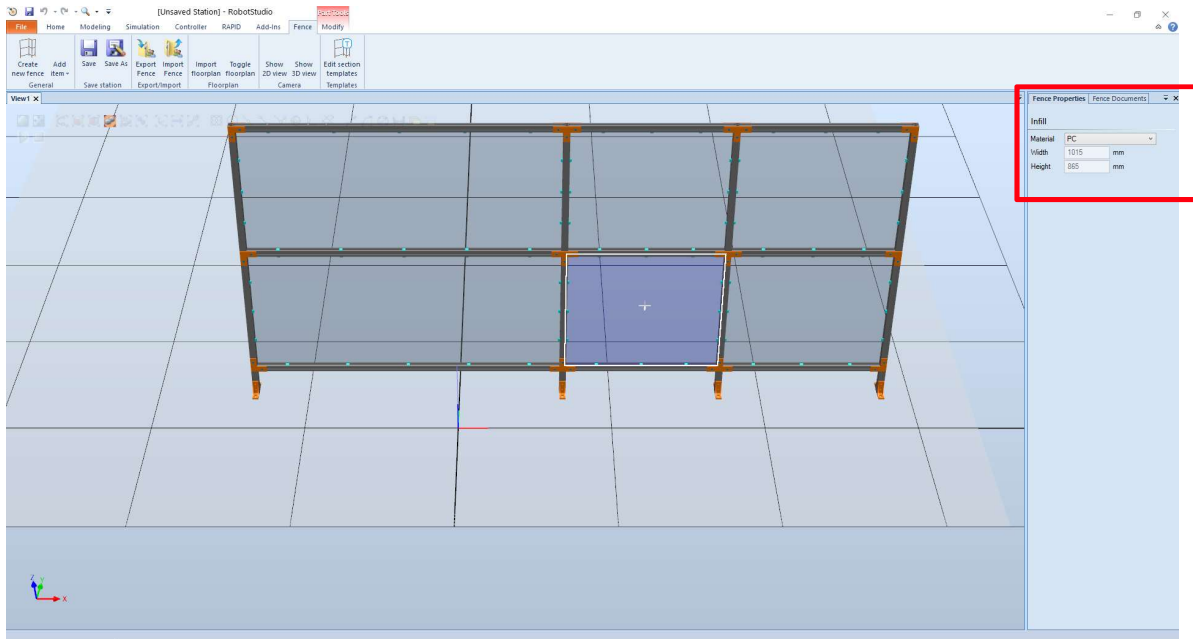 [Unsaved Station] - RobotStudio
File Home Modeling Simulation Controller RAPID Add-Ins Fence Modify
Create new fence
Add item
Save
Save As
Export Fence
Import Fence
Import floorplan
Toggle floorplan
Show 2D view
Show 3D view
Edit section templates
General Save station Export/Import Floorplan Camera Templates
View1
Fence Properties Fence Documents
Infill
Material PC
Width 1015 mm
Height 865 mm
Z Y
X